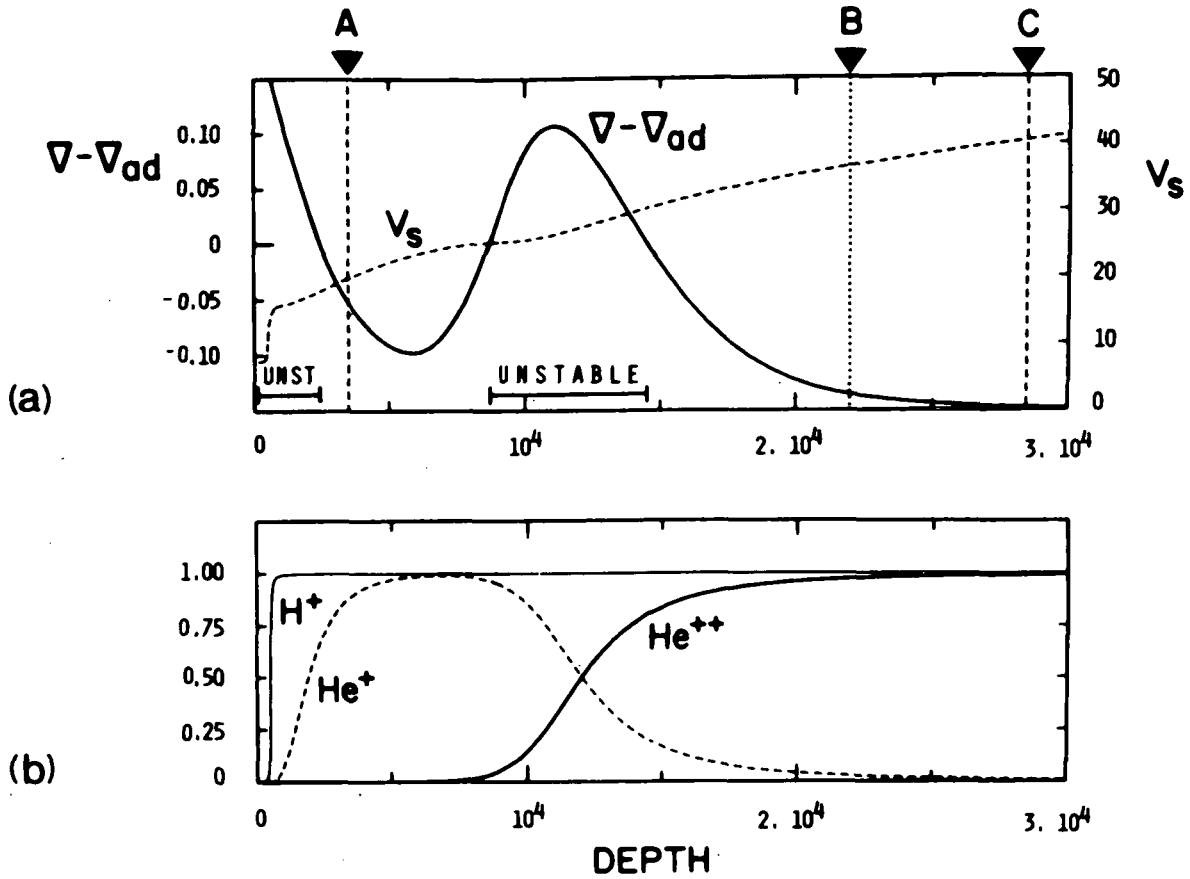 A B C
∇-∇ad
0.10
0.05
0
-0.05
-0.10
∇-∇ad
Vs
50
40
30
20
10
0
Vs
UNST
UNSTABLE
(a)
0 10⁴ 2. 10⁴ 3. 10⁴
1.00
0.75
0.50
0.25
0
H⁺
He⁺
He⁺⁺
(b)
0 10⁴ 2. 10⁴ 3. 10⁴
DEPTH